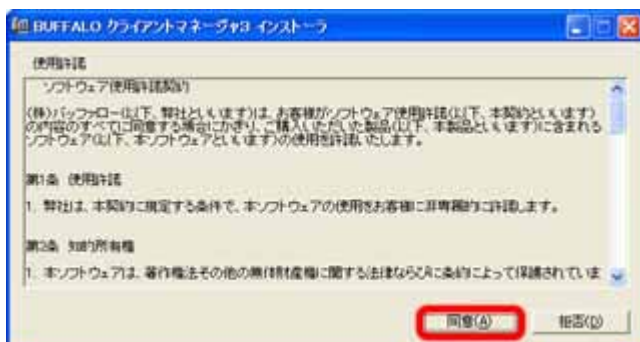 BUFFALO クライアントマネージャ3 インストーラ
使用許諾
ソフトウェア使用許諾契約
(株)バッファロー(以下、弊社といいます)は、お客様がソフトウェア使用許諾(以下、本契約といいます)
の内容のすべてに同意する場合にかぎり、ご購入いただいた製品(以下、本製品といいます)に含まれる
ソフトウェア(以下、本ソフトウェアといいます)の使用を許諾いたします。
第1条 使用許諾
1. 弊社は、本契約に規定する条件で、本ソフトウェアの使用をお客様に非専属的に許諾します。
第2条 知的所有権
1. 本ソフトウェアは、著作権法その他の無体財産権に関する法律ならびに条約によって保護されていま
同意(A)
拒否(D)